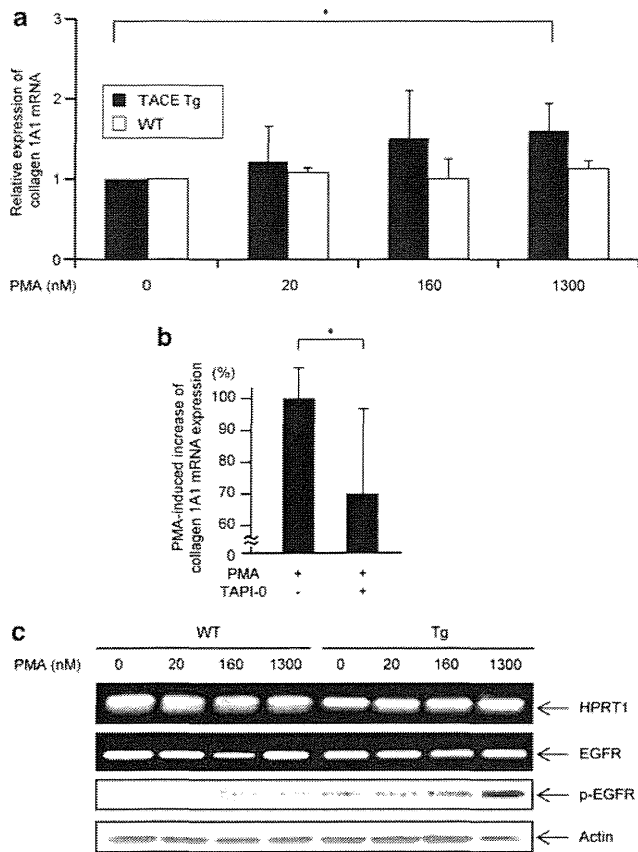 a
Relative expression of
collagen 1A1 mRNA
3
2
1
0
TACE Tg
WT
*
PMA (nM) 0 20 160 1300
b
PMA-induced increase of
collagen 1A1 mRNA expression
(%)
100
90
80
70
60
0
*
PMA + +
TAPI-0 - +
c
WT Tg
PMA (nM) 0 20 160 1300 0 20 160 1300
HPRT1
EGFR
p-EGFR
Actin